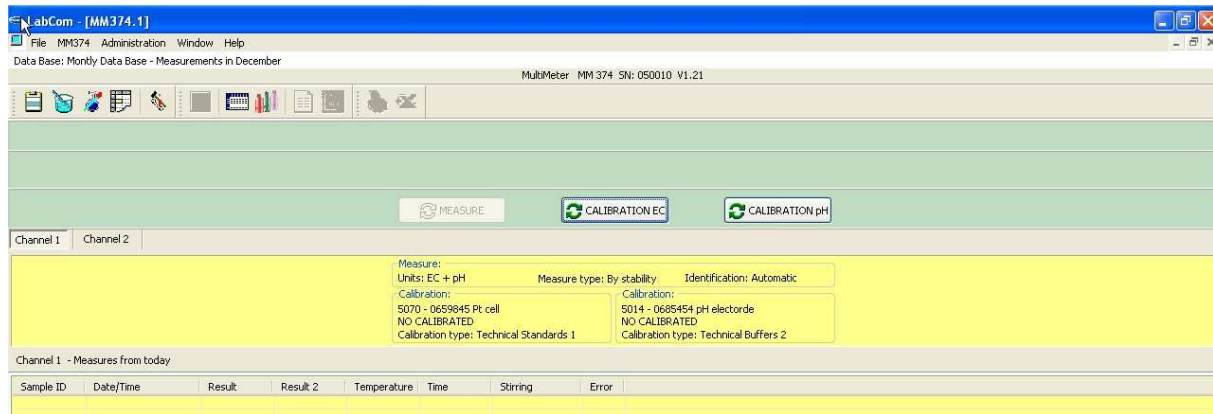 LabCom - [MM374.1]
File MM374 Administration Window Help
Data Base: Montly Data Base - Measurements in December
MultiMeter MM 374 SN: 050010 V1.21
MEASURE CALIBRATION EC CALIBRATION pH
Channel 1 Channel 2
Measure:
Units: EC + pH Measure type: By stability Identification: Automatic
Calibration: Calibration:
5070 - 0659845 Pt cell 5014 - 0685454 pH electorde
NO CALIBRATED NO CALIBRATED
Calibration type: Technical Standards 1 Calibration type: Technical Buffers 2
Channel 1 - Measures from today
Sample ID Date/Time Result Result 2 Temperature Time Stirring Error